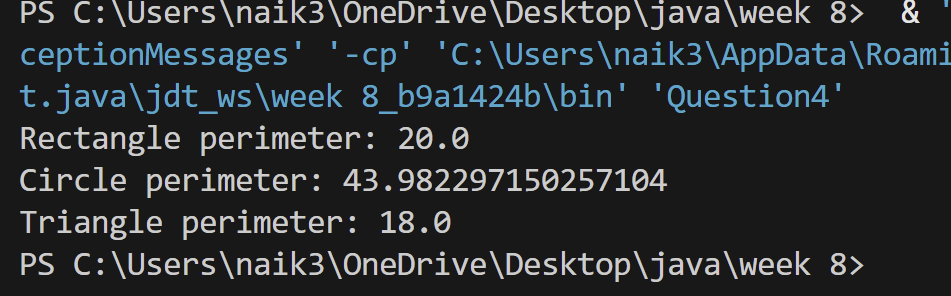 PS C:\Users\naik3\OneDrive\Desktop\java\week 8>  & '
ceptionMessages' '-cp' 'C:\Users\naik3\AppData\Roami
t.java\jdt_ws\week 8_b9a1424b\bin' 'Question4'
Rectangle perimeter: 20.0
Circle perimeter: 43.982297150257104
Triangle perimeter: 18.0
PS C:\Users\naik3\OneDrive\Desktop\java\week 8>